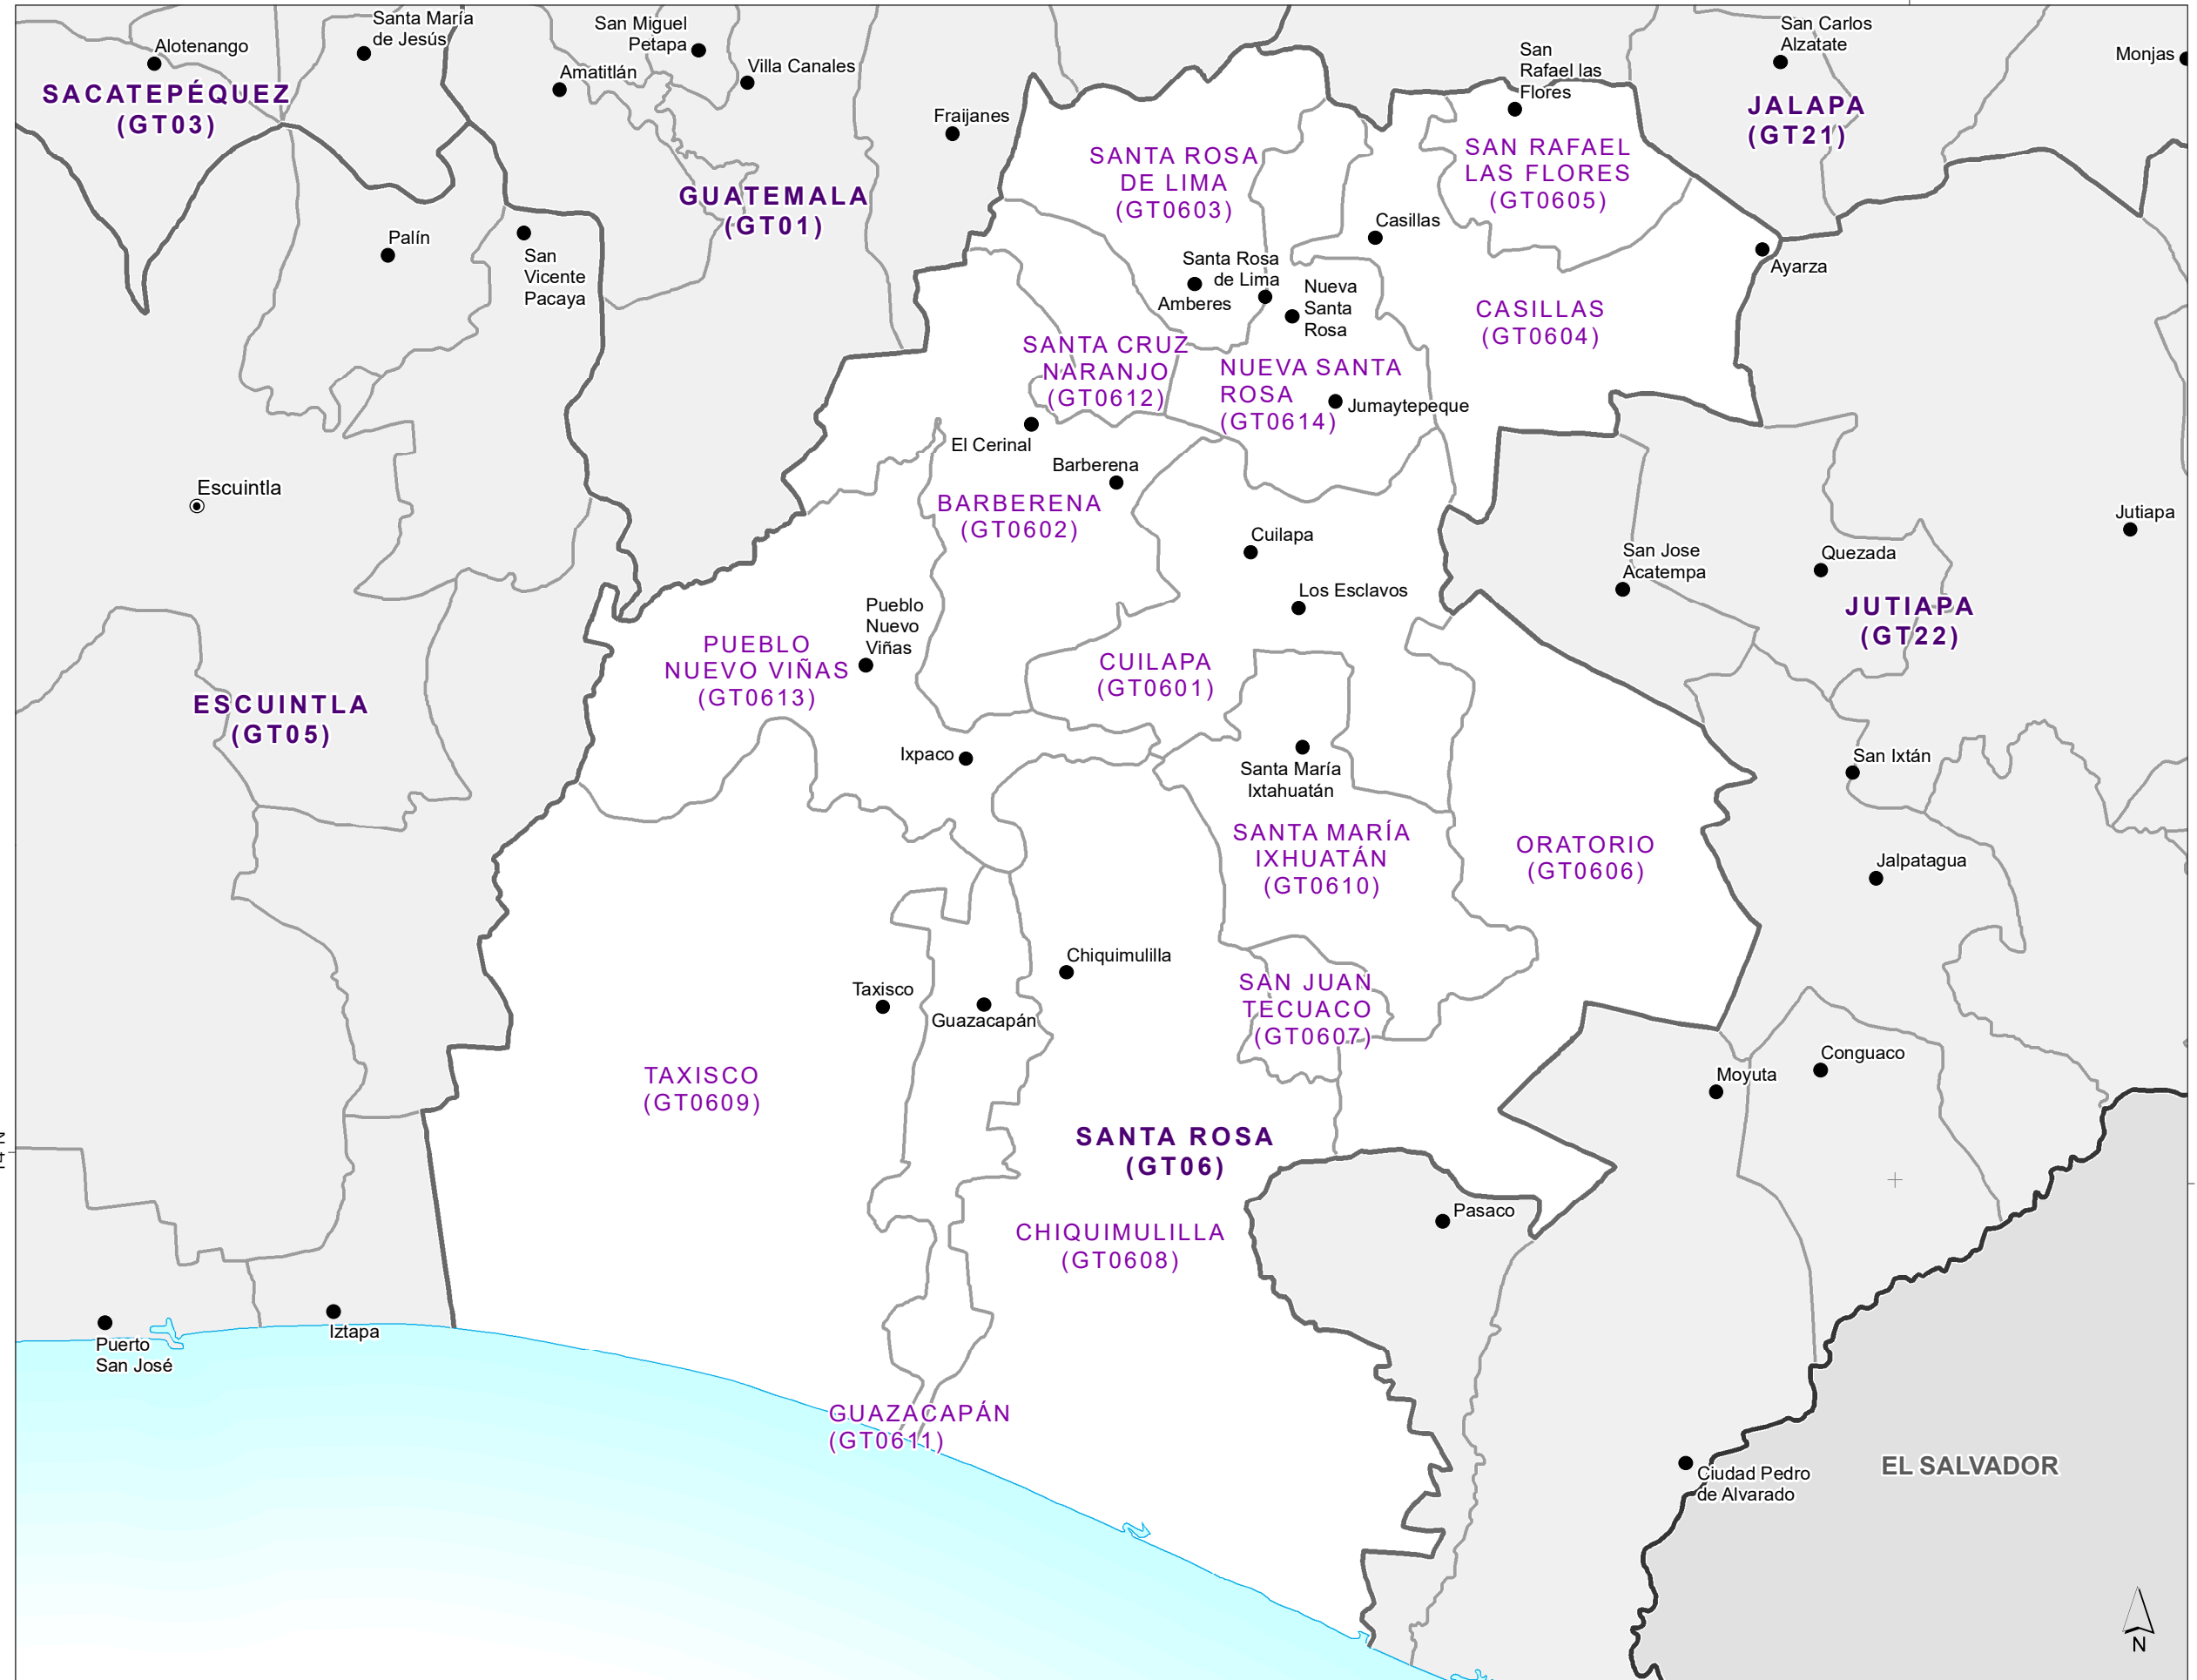 Alotenango
Santa María
de Jesús
San Miguel
Petapa
Villa Canales
Amatitlán
Fraijanes
San
Rafael las
Flores
San Carlos
Alzatate
Monjas
SACATEPÉQUEZ
(GT03)
GUATEMALA
(GT01)
JALAPA
(GT21)
SANTA ROSA
DE LIMA
(GT0603)
SAN RAFAEL
LAS FLORES
(GT0605)
Palín
San
Vicente
Pacaya
Casillas
Ayarza
Santa Rosa
de Lima
Amberes
Nueva
Santa
Rosa
CASILLAS
(GT0604)
SANTA CRUZ
NARANJO
(GT0612)
NUEVA SANTA
ROSA
(GT0614)
Jumaytepeque
El Cerinal
Barberena
BARBERENA
(GT0602)
Escuintla
Cuilapa
Los Esclavos
San Jose
Acatempa
Quezada
Jutiapa
JUTIAPA
(GT22)
Pueblo
Nuevo
Viñas
PUEBLO
NUEVO VIÑAS
(GT0613)
CUILAPA
(GT0601)
ESCUINTLA
(GT05)
Ixpaco
Santa María
Ixtahuatán
San Ixtán
SANTA MARÍA
IXHUATÁN
(GT0610)
ORATORIO
(GT0606)
Jalpatagua
Chiquimulilla
Taxisco
Guazacapán
SAN JUAN
TECUACO
(GT0607)
TAXISCO
(GT0609)
Conguaco
Moyuta
SANTA ROSA
(GT06)
Pasaco
CHIQUIMULILLA
(GT0608)
Iztapa
Puerto
San José
GUAZACAPÁN
(GT0611)
EL SALVADOR
Ciudad Pedro
de Alvarado
N